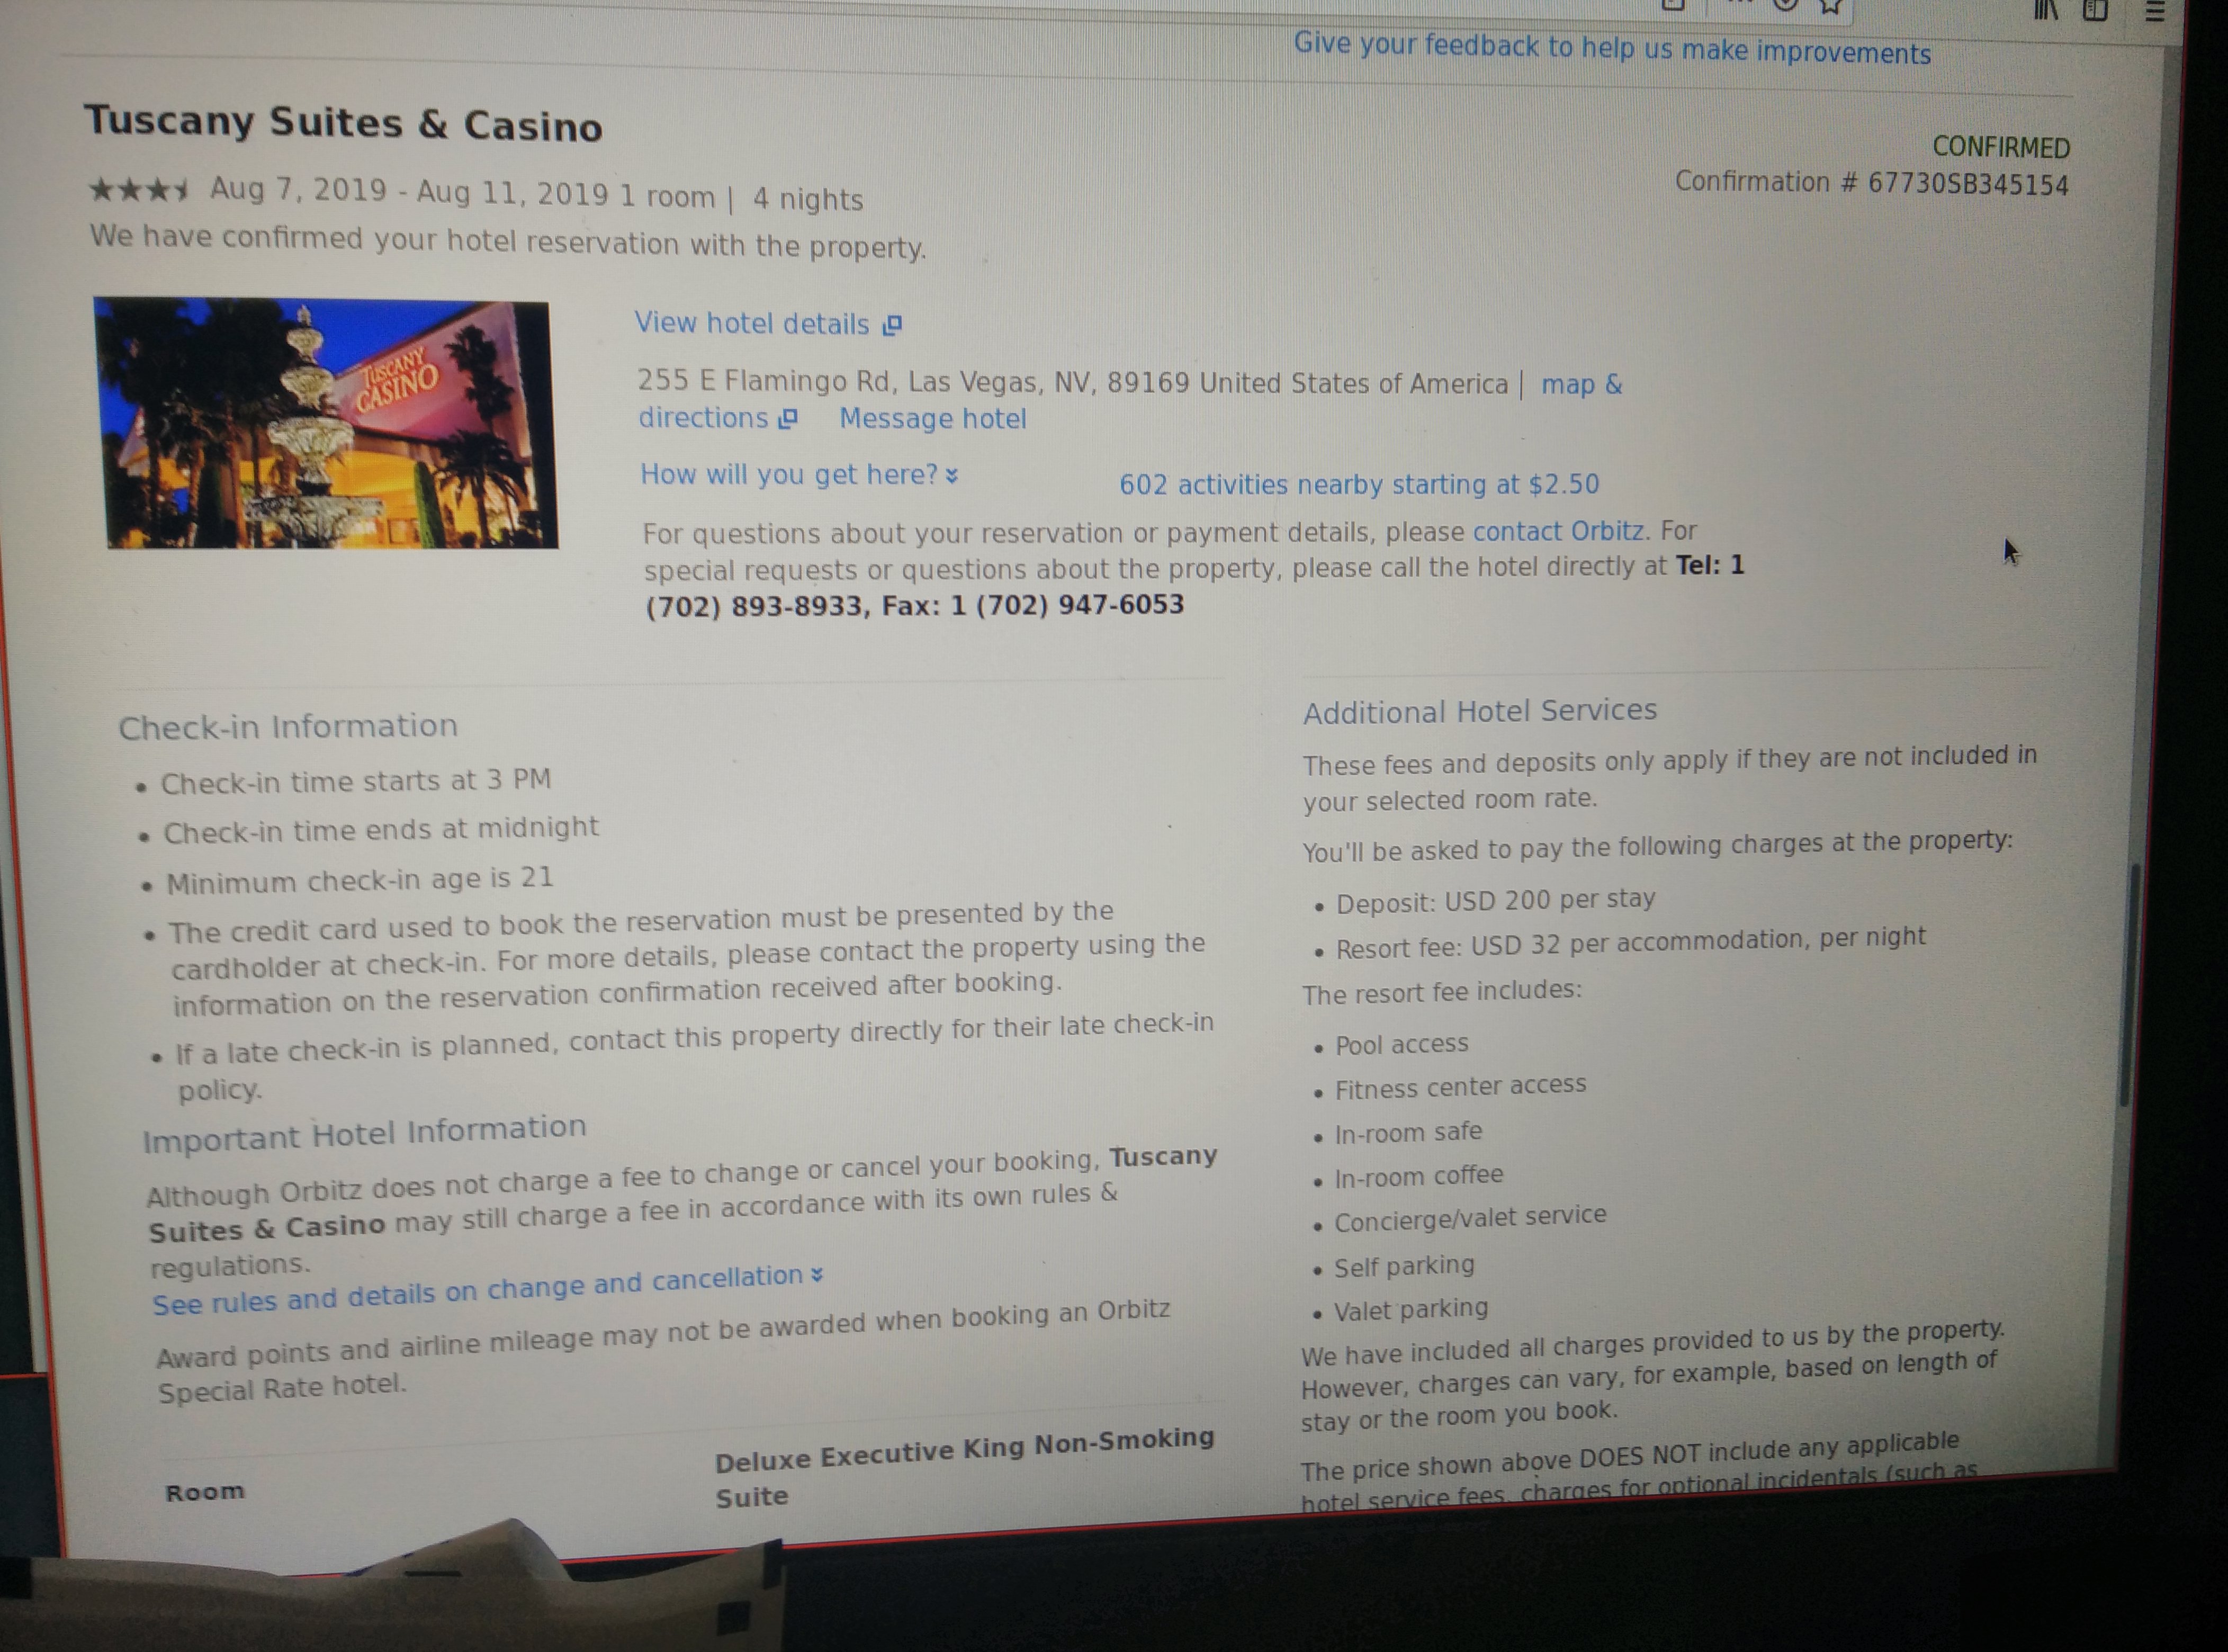 Give your feedback to help us make improvements
Tuscany Suites & Casino
CONFIRMED
Confirmation # 67730SB345154
Aug 7, 2019 - Aug 11, 2019 1 room | 4 nights
We have confirmed your hotel reservation with the property.
TUSCANY
CASINO
View hotel details
255 E Flamingo Rd, Las Vegas, NV, 89169 United States of America | map &
directions Message hotel
How will you get here? 602 activities nearby starting at $2.50
For questions about your reservation or payment details, please contact Orbitz. For
special requests or questions about the property, please call the hotel directly at Tel: 1
(702) 893-8933, Fax: 1 (702) 947-6053
Check-in Information
• Check-in time starts at 3 PM
• Check-in time ends at midnight
• Minimum check-in age is 21
• The credit card used to book the reservation must be presented by the
cardholder at check-in. For more details, please contact the property using the
information on the reservation confirmation received after booking.
• If a late check-in is planned, contact this property directly for their late check-in
policy.
Important Hotel Information
Although Orbitz does not charge a fee to change or cancel your booking, Tuscany
Suites & Casino may still charge a fee in accordance with its own rules &
regulations.
See rules and details on change and cancellation
Award points and airline mileage may not be awarded when booking an Orbitz
Special Rate hotel.
Room
Deluxe Executive King Non-Smoking
Suite
Additional Hotel Services
These fees and deposits only apply if they are not included in
your selected room rate.
You'll be asked to pay the following charges at the property:
• Deposit: USD 200 per stay
• Resort fee: USD 32 per accommodation, per night
The resort fee includes:
• Pool access
• Fitness center access
• In-room safe
• In-room coffee
• Concierge/valet service
• Self parking
• Valet parking
We have included all charges provided to us by the property.
However, charges can vary, for example, based on length of
stay or the room you book.
The price shown above DOES NOT include any applicable
hotel service fees, charges for optional incidentals (such as